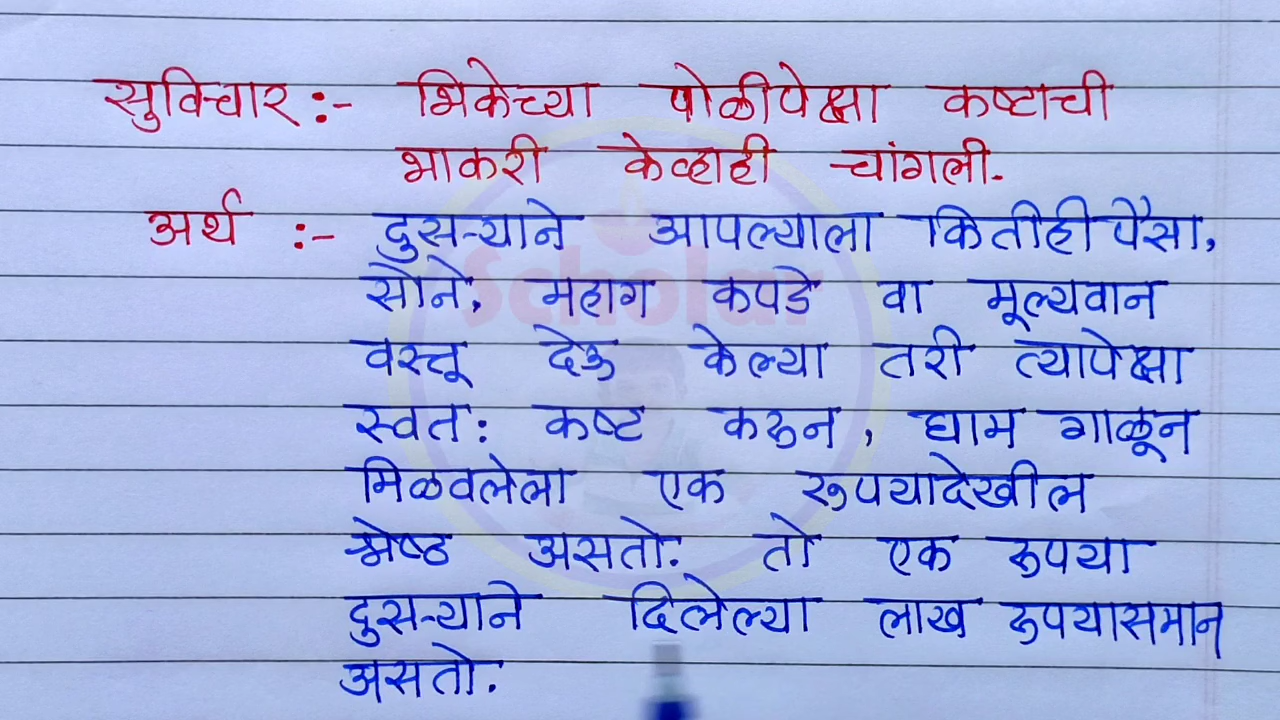 सुविचार :- भिकेच्या पोळीपेक्षा कष्टाची
भाकरी केव्हाही चांगली.
अर्थ :- दुसऱ्याने आपल्याला कितीही पैसा,
सोने, महाग कपडे वा मूल्यवान
वस्तू देऊ केल्या तरी त्यापेक्षा
स्वतः कष्ट करून, घाम गाळून
मिळवलेला एक रुपयादेखील
श्रेष्ठ असतो. तो एक रुपया
दुसऱ्याने दिलेल्या लाख रुपयासमान
असतो.
Scholar